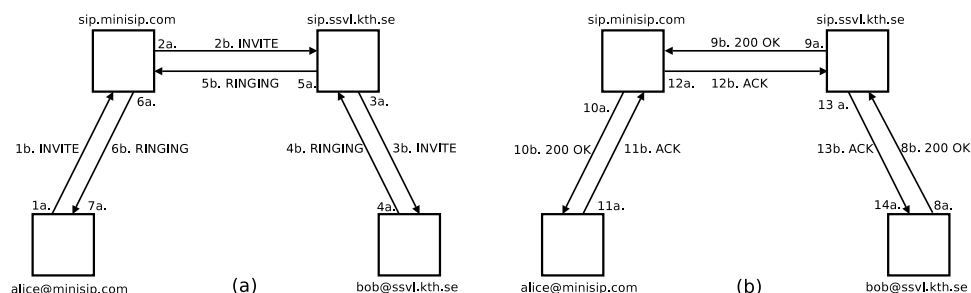 sip.minisip.com
sip.ssvl.kth.se
2a.
2b. INVITE
5b. RINGING
5a.
6a.
3a.
1b. INVITE
6b. RINGING
4b. RINGING
3b. INVITE
1a.
7a.
4a.
alice@minisip.com
(a)
bob@ssvl.kth.se
sip.minisip.com
sip.ssvl.kth.se
9b. 200 OK
9a.
12a.
12b. ACK
10a.
13 a.
10b. 200 OK
11b. ACK
13b. ACK
8b. 200 OK
11a.
14a.
8a.
alice@minisip.com
(b)
bob@ssvl.kth.se